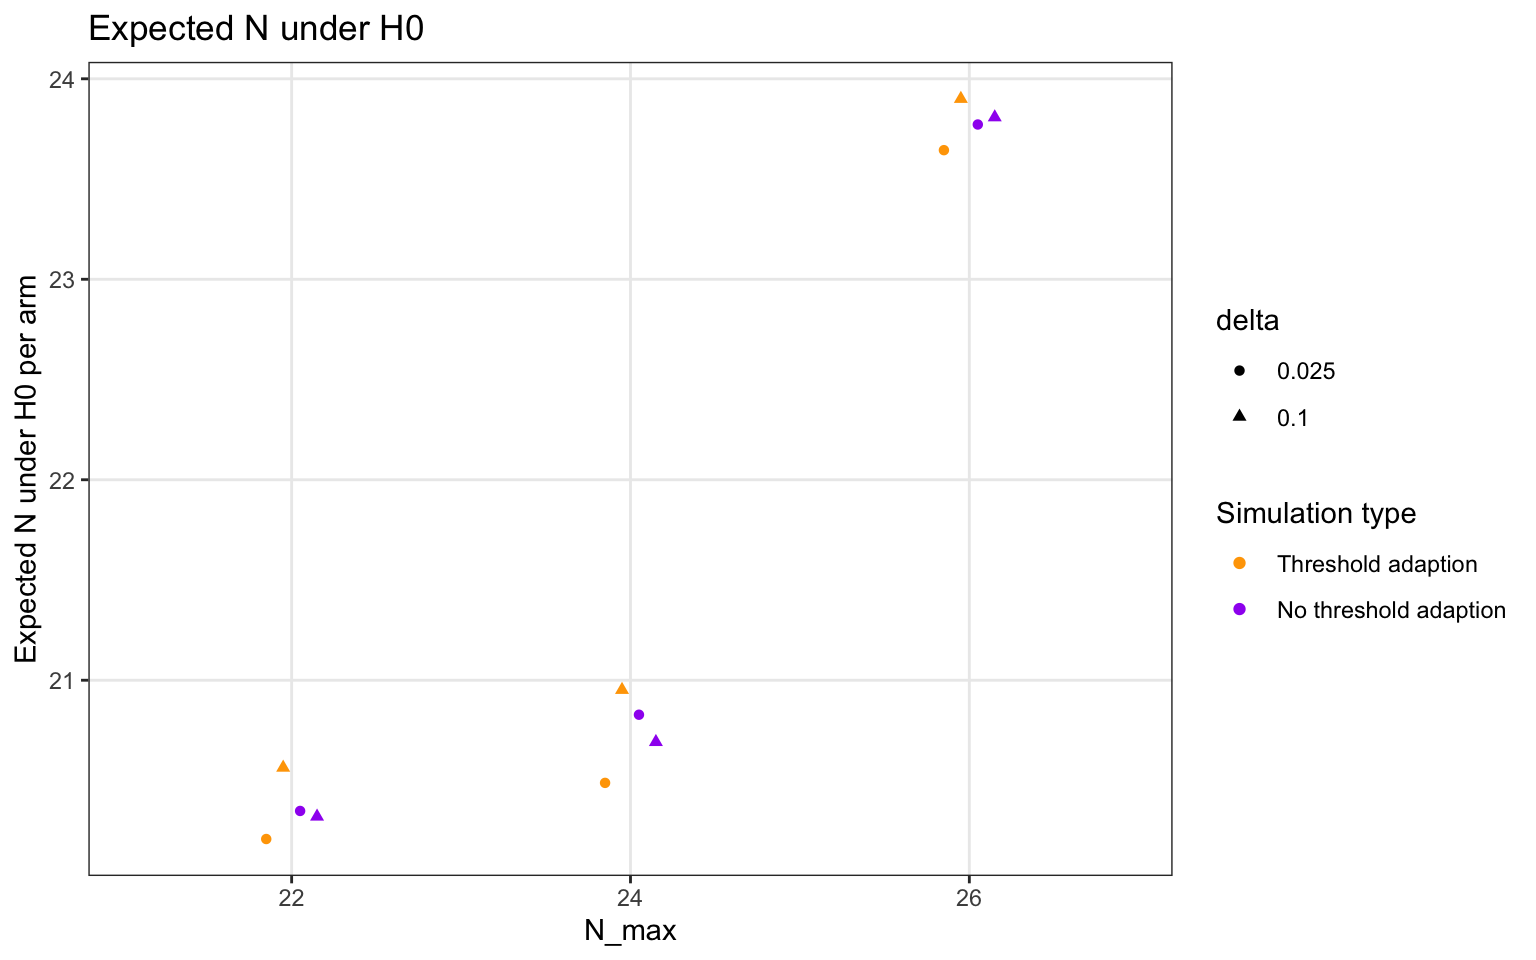 Expected N under H0
Expected N under H0 per arm
24
23
22
21
22
24
26
N_max
delta
0.025
0.1
Simulation type
Threshold adaption
No threshold adaption